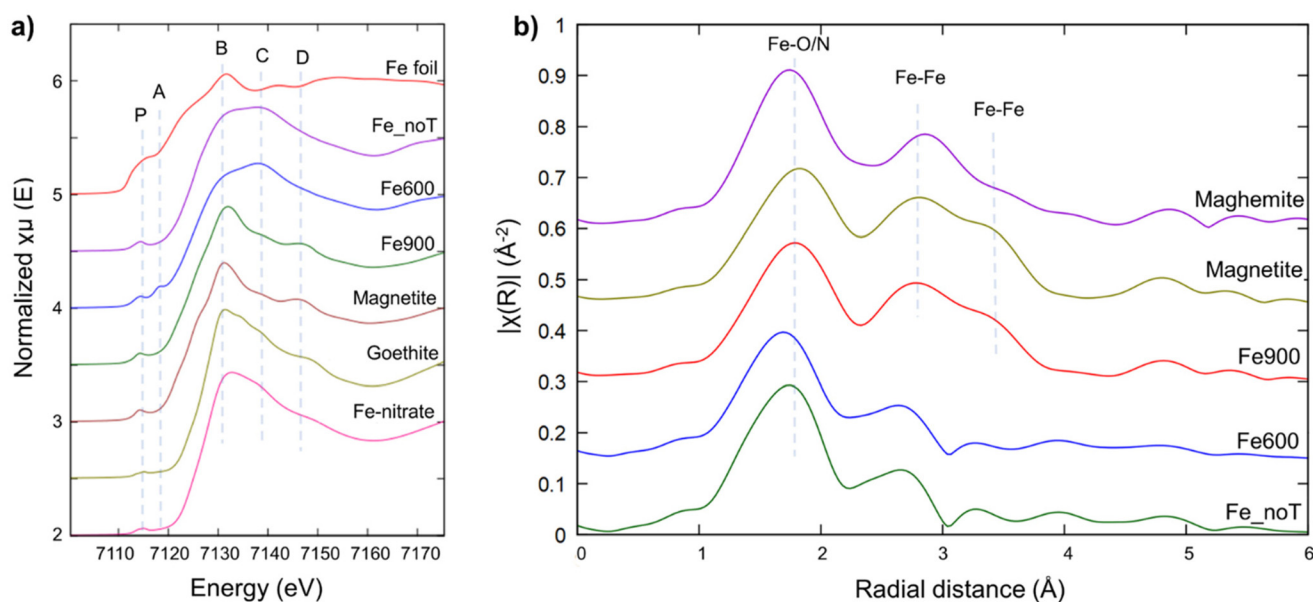 a)
P
A
B
C
D
Fe foil
Fe_noT
Fe600
Fe900
Magnetite
Goethite
Fe-nitrate
6
5
4
3
2
Normalized xμ (E)
7110 7120 7130 7140 7150 7160 7170
Energy (eV)
b)
Fe-O/N
Fe-Fe
Fe-Fe
Maghemite
Magnetite
Fe900
Fe600
Fe_noT
1
0.9
0.8
0.7
0.6
0.5
0.4
0.3
0.2
0.1
0
|χ(R)| (Å-2)
0 1 2 3 4 5 6
Radial distance (Å)